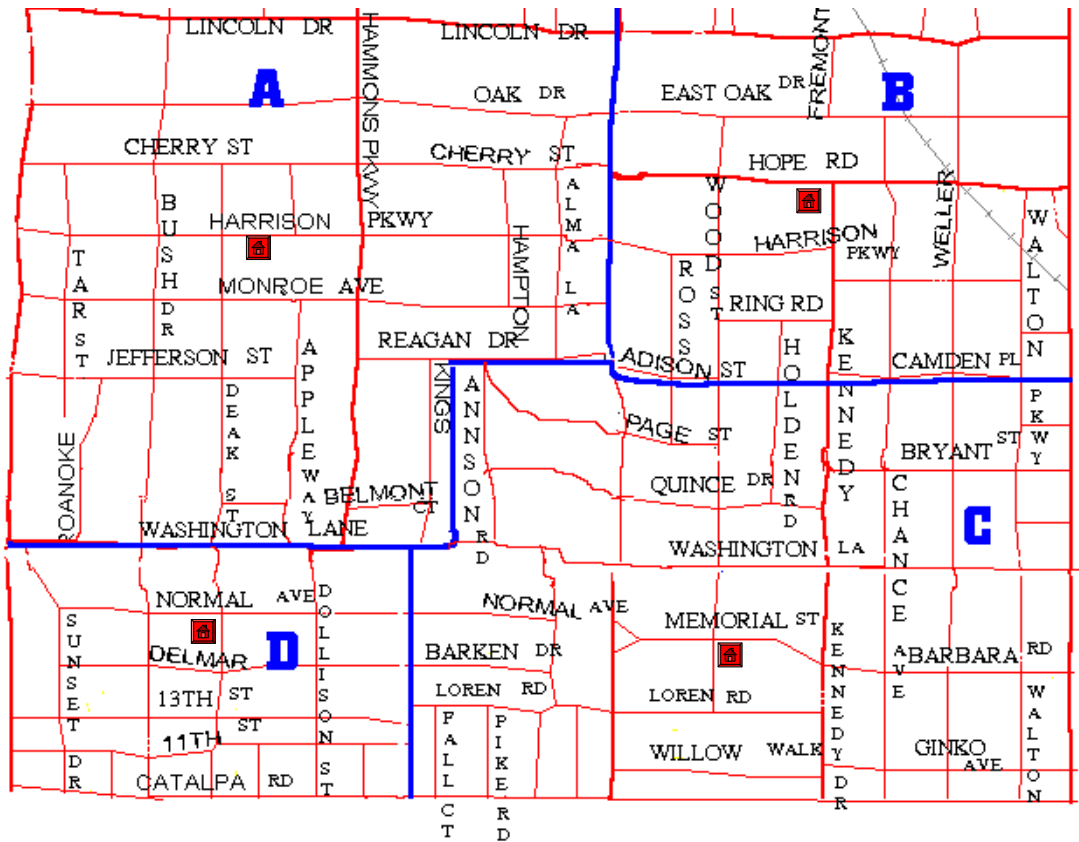 LINCOLN DR
HAMMONS PKWY
LINCOLN DR
FREMONT
A
OAK DR
EAST OAK DR
B
CHERRY ST
CHERRY ST
HOPE RD
BUSH DR
HARRISON PKWY
ALMA LA
WOOD ST
HARRISON PKWY
WELLER
WALTON PKWY
TAR ST
HAMPTON
ROSS
MONROE AVE
RING RD
REAGAN DR
JEFFERSON ST
APPLEWAY
ADISON ST
HOLDEN RD
KENNEDY
CAMDEN PL
KINGS
ANNSON RD
DEAK ST
PAGE ST
BRYANT ST
ROANOKE
BELMONT CT
QUINCE DR
CHANCE AVE
C
WASHINGTON LANE
WASHINGTON LA
NORMAL AVE
DOLLISON ST
NORMAL AVE
MEMORIAL ST
KENNEDY DR
SUNSET DR
DELMAR
D
BARKEN DR
BARBARA RD
13TH ST
LOREN RD
LOREN RD
WALTON
11TH ST
FALL CT
PIKE RD
WILLOW WALK
GINKO AVE
CATALPA RD